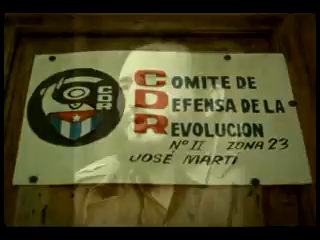 CDR
COMITE DE
DEFENSA DE LA
REVOLUCION
Nº II ZONA 23
JOSÉ MARTI